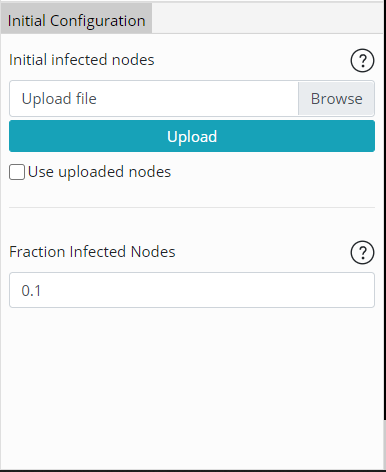 Initial Configuration
Initial infected nodes
?
Upload file
Browse
Upload
Use uploaded nodes
Fraction Infected Nodes
?
0.1